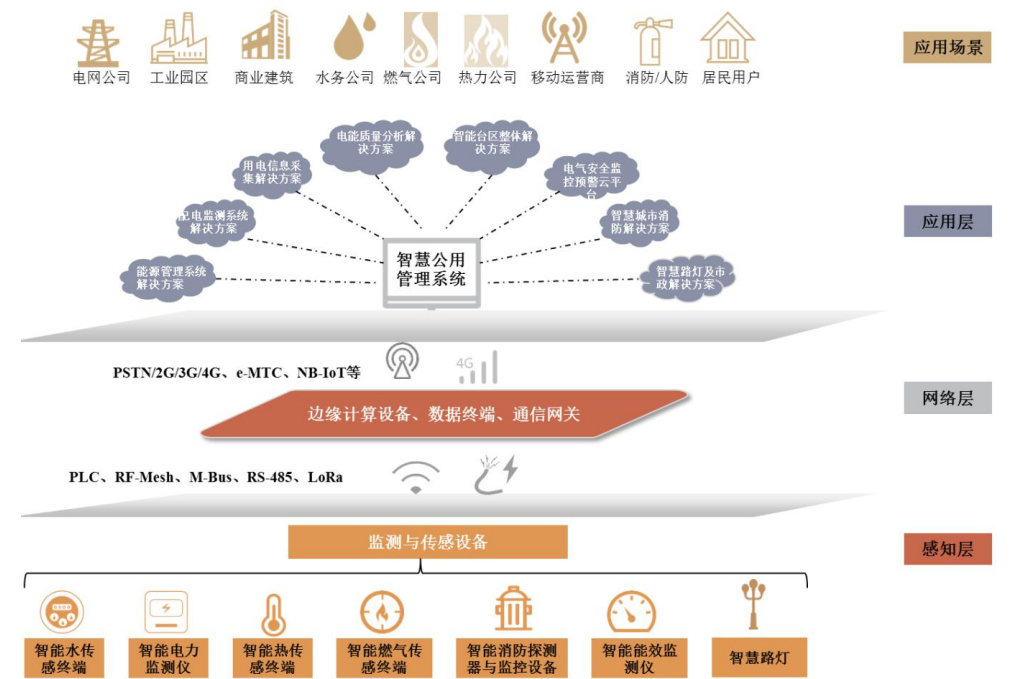 电网公司 工业园区 商业建筑 水务公司 燃气公司 热力公司 移动运营商 消防/人防 居民用户
应用场景
电能质量分析解
决方案
智能台区整体解
决方案
用电信息采
集解决方案
电气安全监
控预警云平
台
配电监测系统
解决方案
智慧城市消
防解决方案
应用层
能源管理系统
解决方案
智慧公用
管理系统
智慧路灯及市
政解决方案
PSTN/2G/3G/4G、e-MTC、NB-IoT等
4G
网络层
边缘计算设备、数据终端、通信网关
PLC、RF-Mesh、M-Bus、RS-485、LoRa
监测与传感设备
感知层
智能水传
感终端
智能电力
监测仪
智能热传
感终端
智能燃气传
感终端
智能消防探测
器与监控设备
智能能效监
测仪
智慧路灯